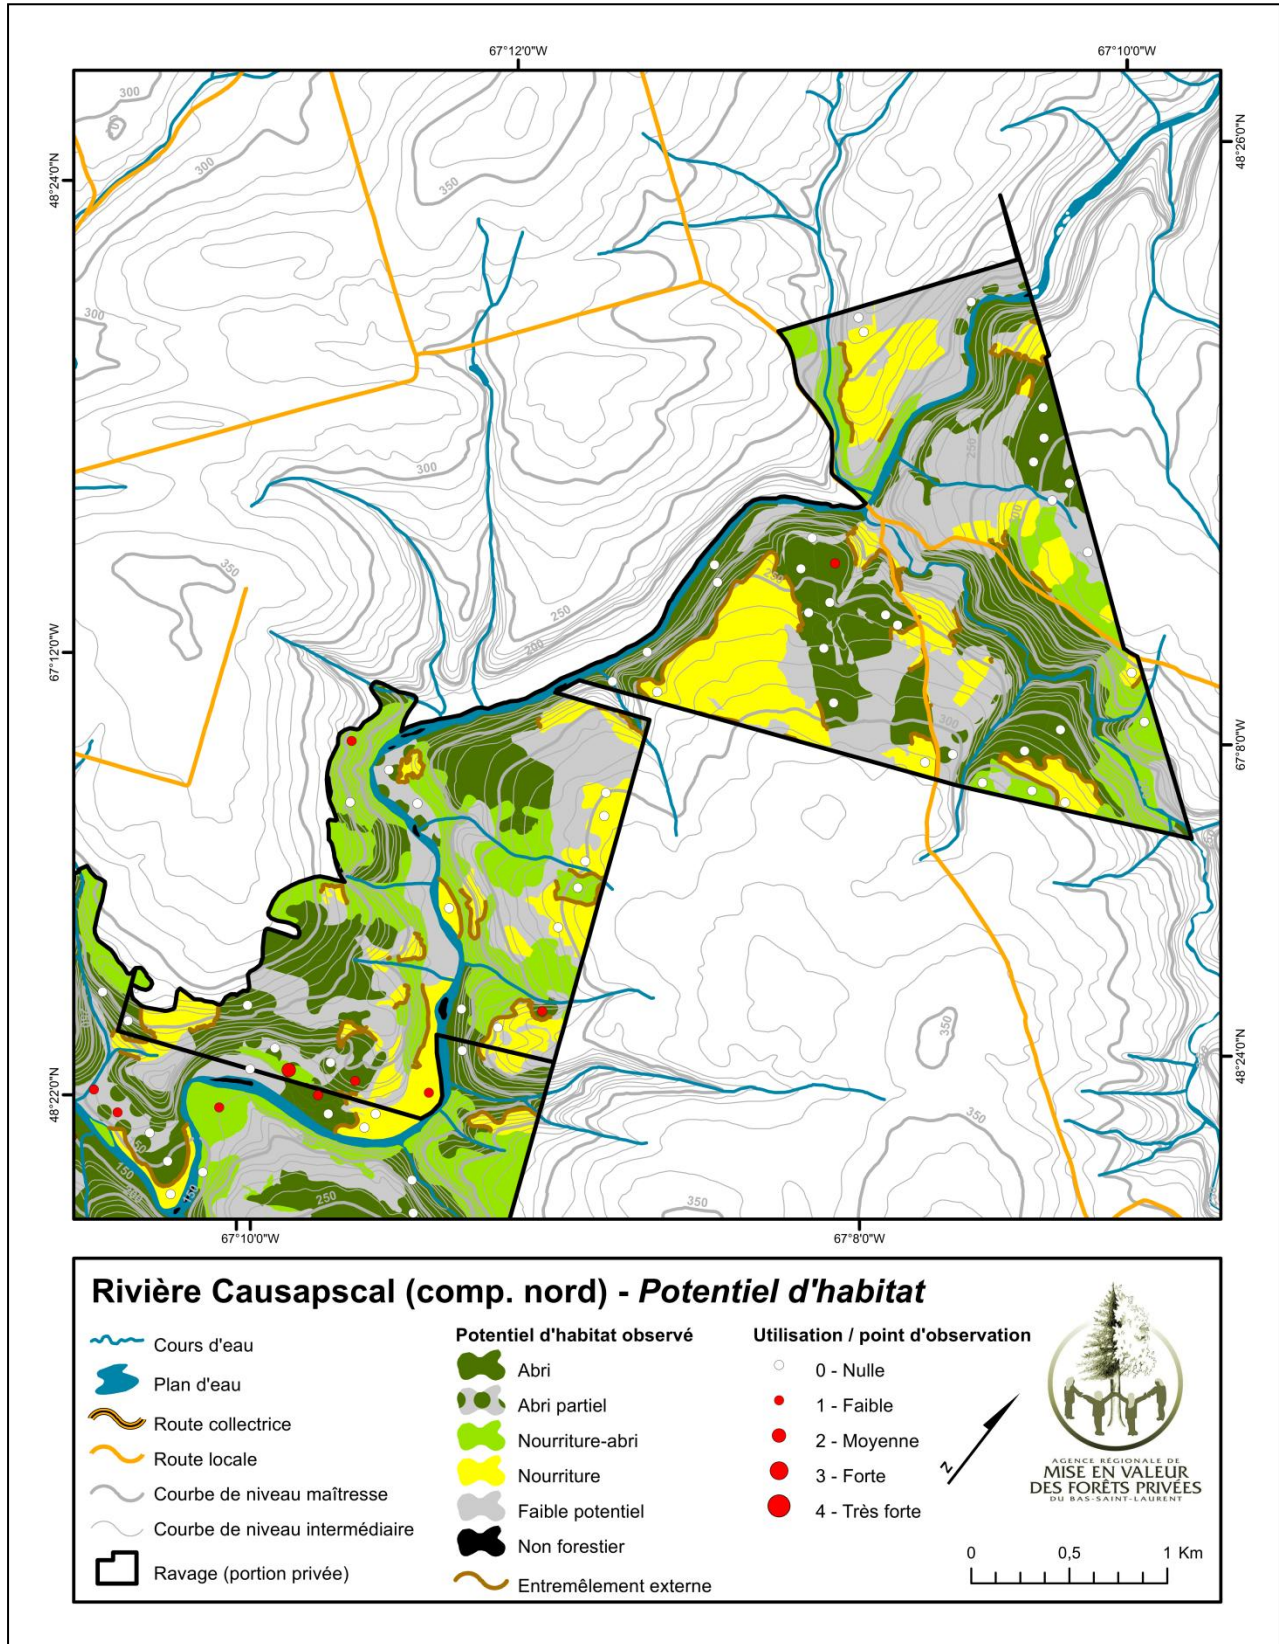 67°12'0"W
67°10'0"W
300
300
350
48°24'0"N
48°26'0"N
300
300
250
250
200
350
250
200
250
67°12'0"W
300
67°8'0"W
350
48°24'0"N
48°22'0"N
150
150
250
350
350
67°10'0"W
67°8'0"W
Rivière Causapscal (comp. nord) - Potentiel d'habitat
Cours d'eau
Plan d'eau
Route collectrice
Route locale
Courbe de niveau maîtresse
Courbe de niveau intermédiaire
Ravage (portion privée)
Potentiel d'habitat observé
Abri
Abri partiel
Nourriture-abri
Nourriture
Faible potentiel
Non forestier
Entremêlement externe
Utilisation / point d'observation
0 - Nulle
1 - Faible
2 - Moyenne
3 - Forte
4 - Très forte
N
AGENCE RÉGIONALE DE
MISE EN VALEUR
DES FORÊTS PRIVÉES
DU BAS-SAINT-LAURENT
0 0,5 1 Km